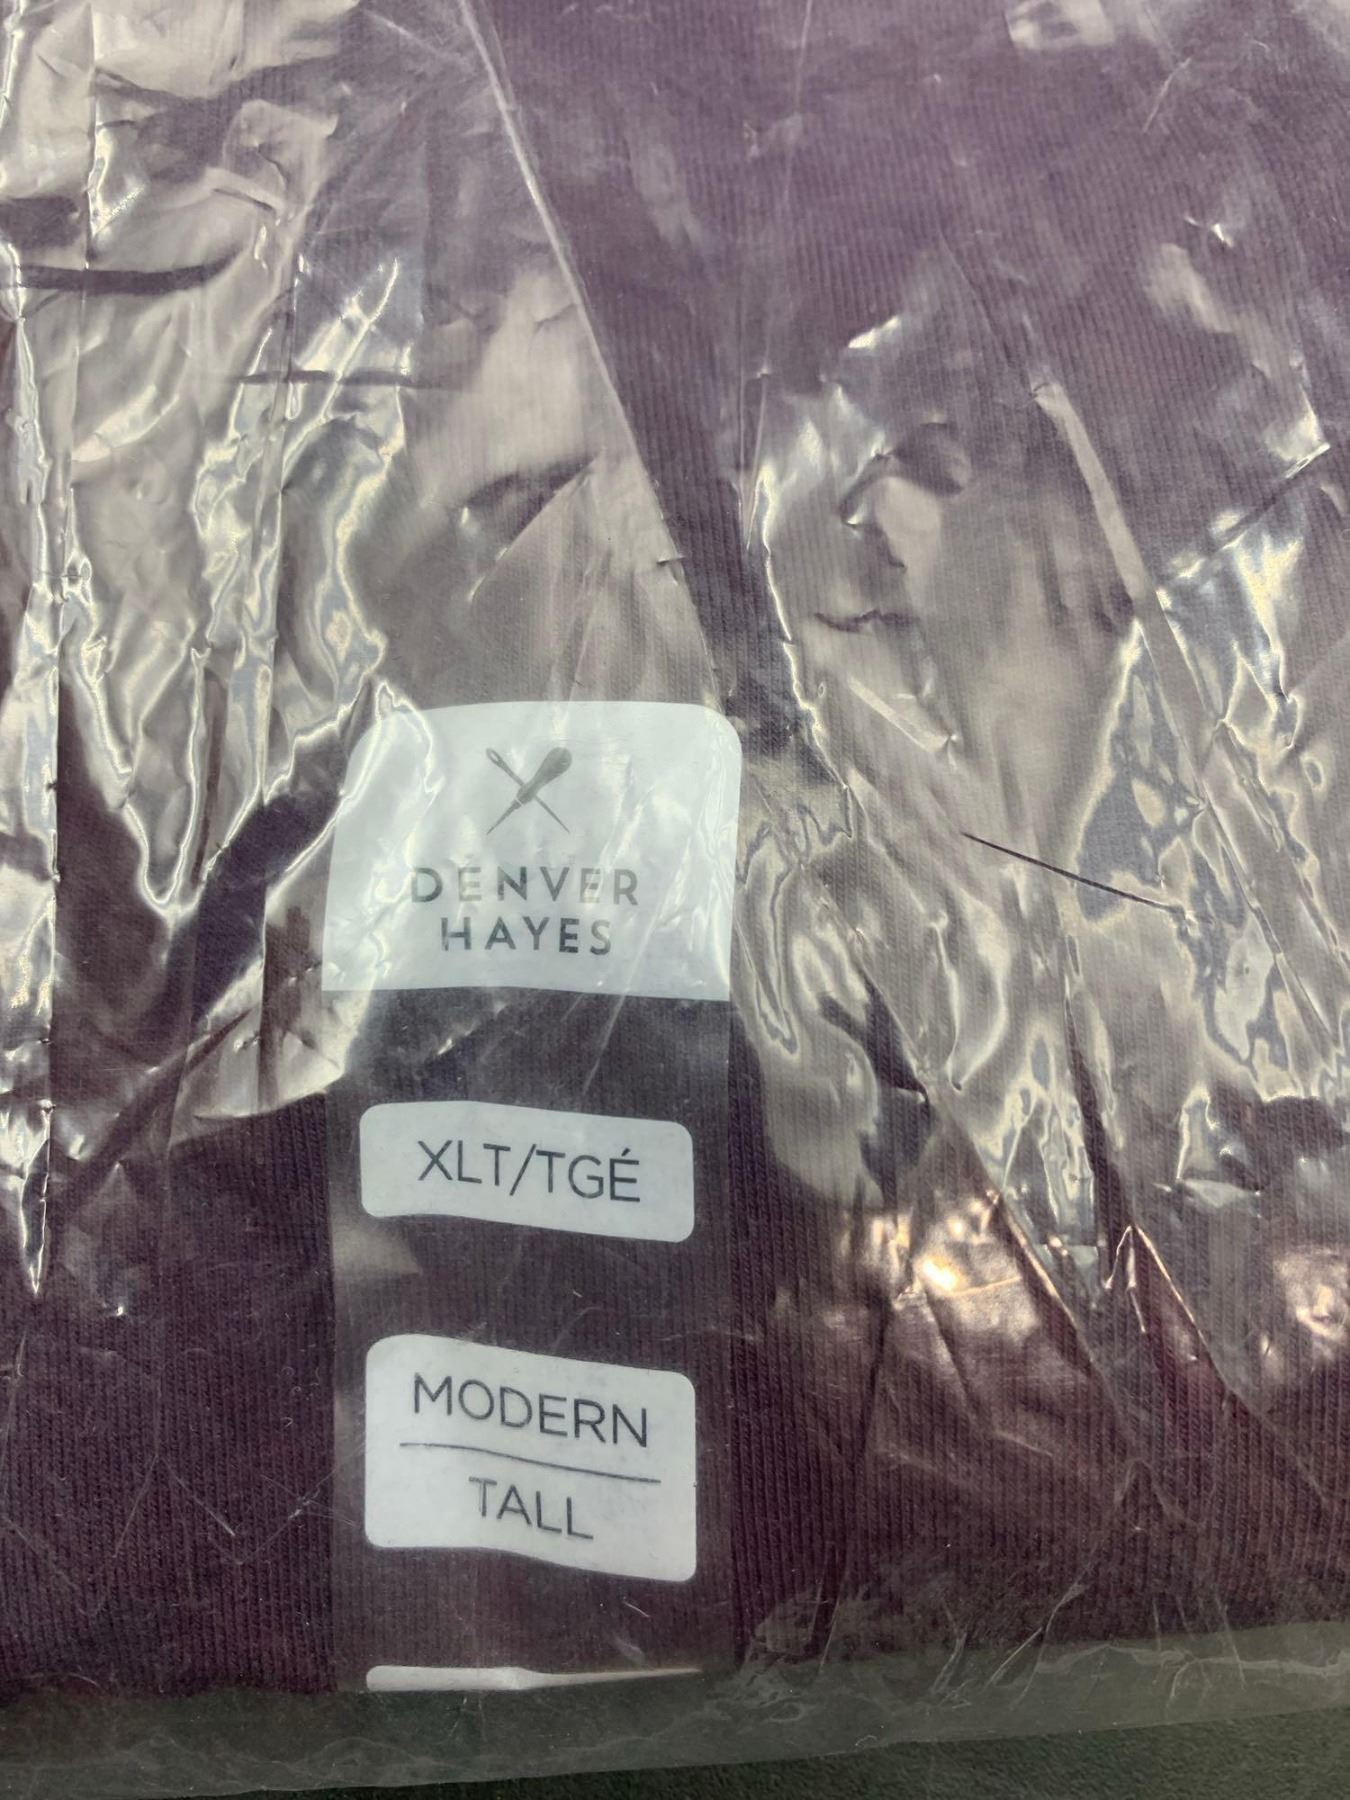 DENVER
HAYES
XLT/TGÉ
MODERN
TALL